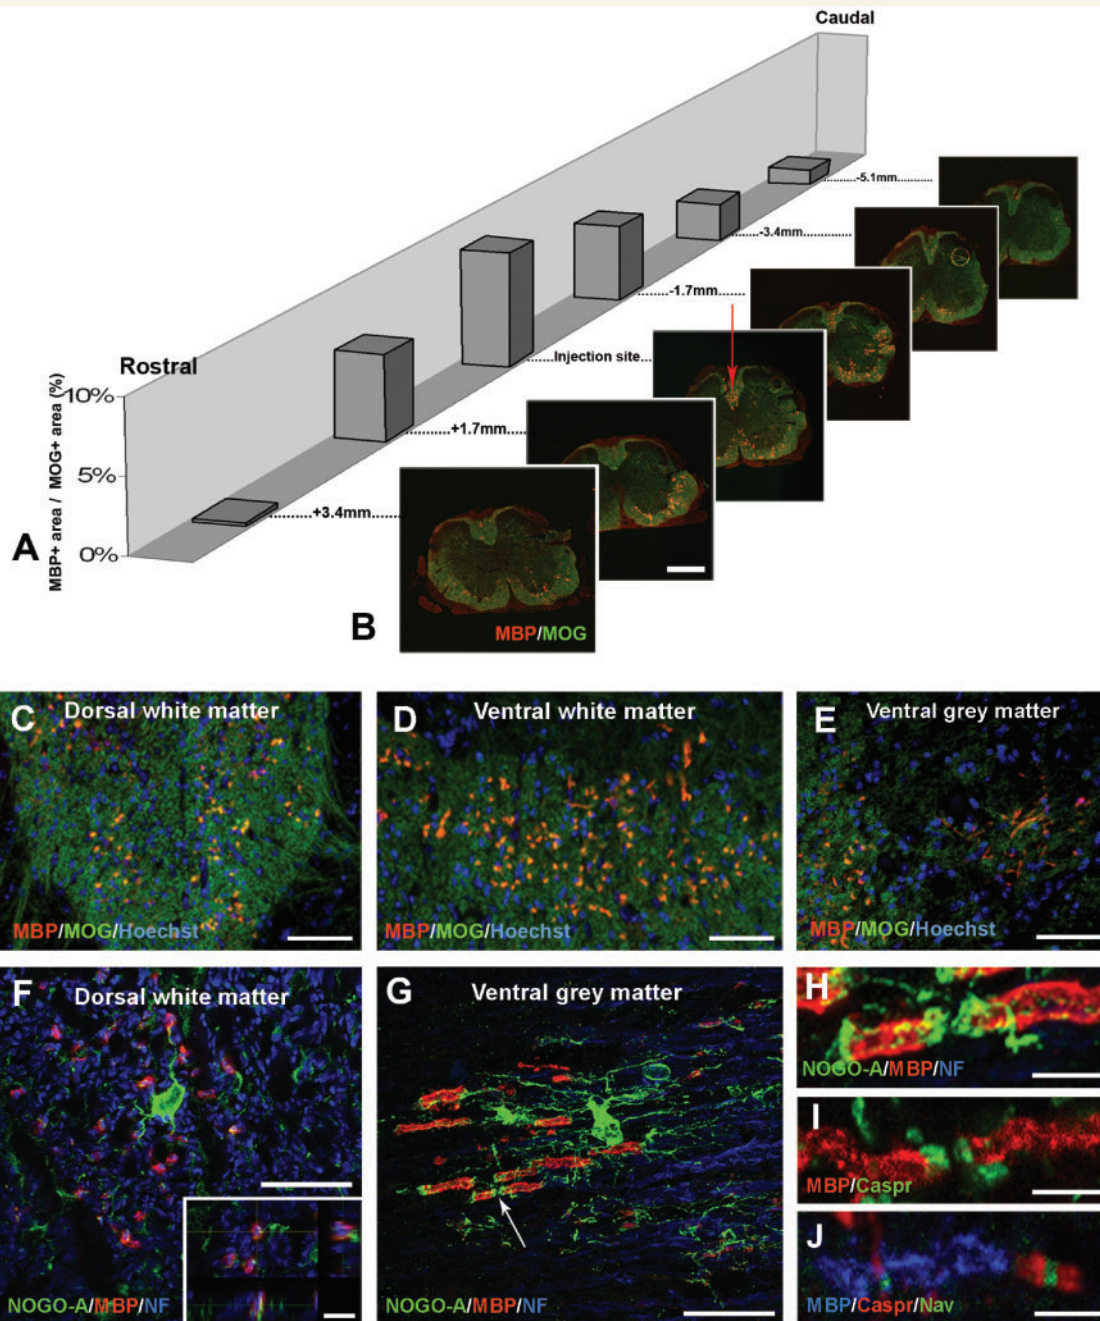 Caudal
-5.1mm
-3.4mm
-1.7mm
Injection site
Rostral
+1.7mm
10%
5%
+3.4mm
0%
MBP+ area / MOG+ area (%)
A
B
MBP/MOG
C
Dorsal white matter
MBP/MOG/Hoechst
D
Ventral white matter
MBP/MOG/Hoechst
E
Ventral grey matter
MBP/MOG/Hoechst
F
Dorsal white matter
NOGO-A/MBP/NF
G
Ventral grey matter
NOGO-A/MBP/NF
H
NOGO-A/MBP/NF
I
MBP/Caspr
J
MBP/Caspr/Nav